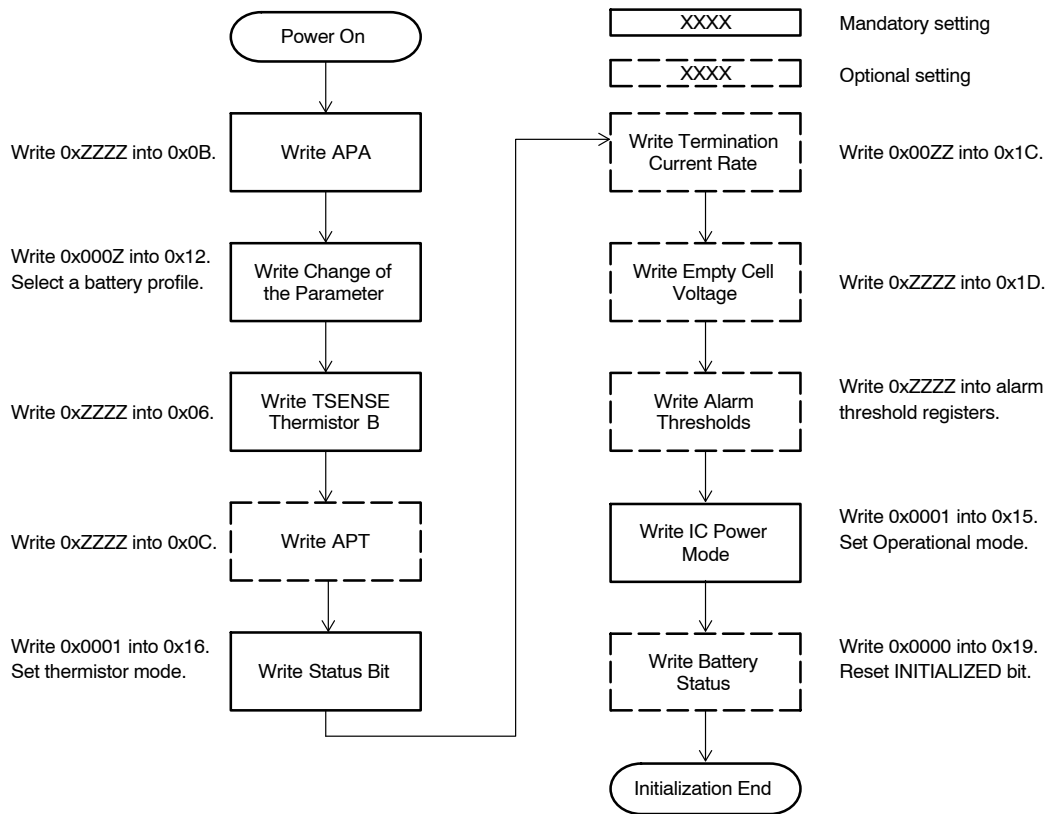 Power On
Write 0xZZZZ into 0x0B.
Write APA
Write 0x000Z into 0x12.
Select a battery profile.
Write Change of
the Parameter
Write 0xZZZZ into 0x06.
Write TSENSE
Thermistor B
Write 0xZZZZ into 0x0C.
Write APT
Write 0x0001 into 0x16.
Set thermistor mode.
Write Status Bit
XXXX
Mandatory setting
XXXX
Optional setting
Write Termination
Current Rate
Write 0x00ZZ into 0x1C.
Write Empty Cell
Voltage
Write 0xZZZZ into 0x1D.
Write Alarm
Thresholds
Write 0xZZZZ into alarm
threshold registers.
Write IC Power
Mode
Write 0x0001 into 0x15.
Set Operational mode.
Write Battery
Status
Write 0x0000 into 0x19.
Reset INITIALIZED bit.
Initialization End